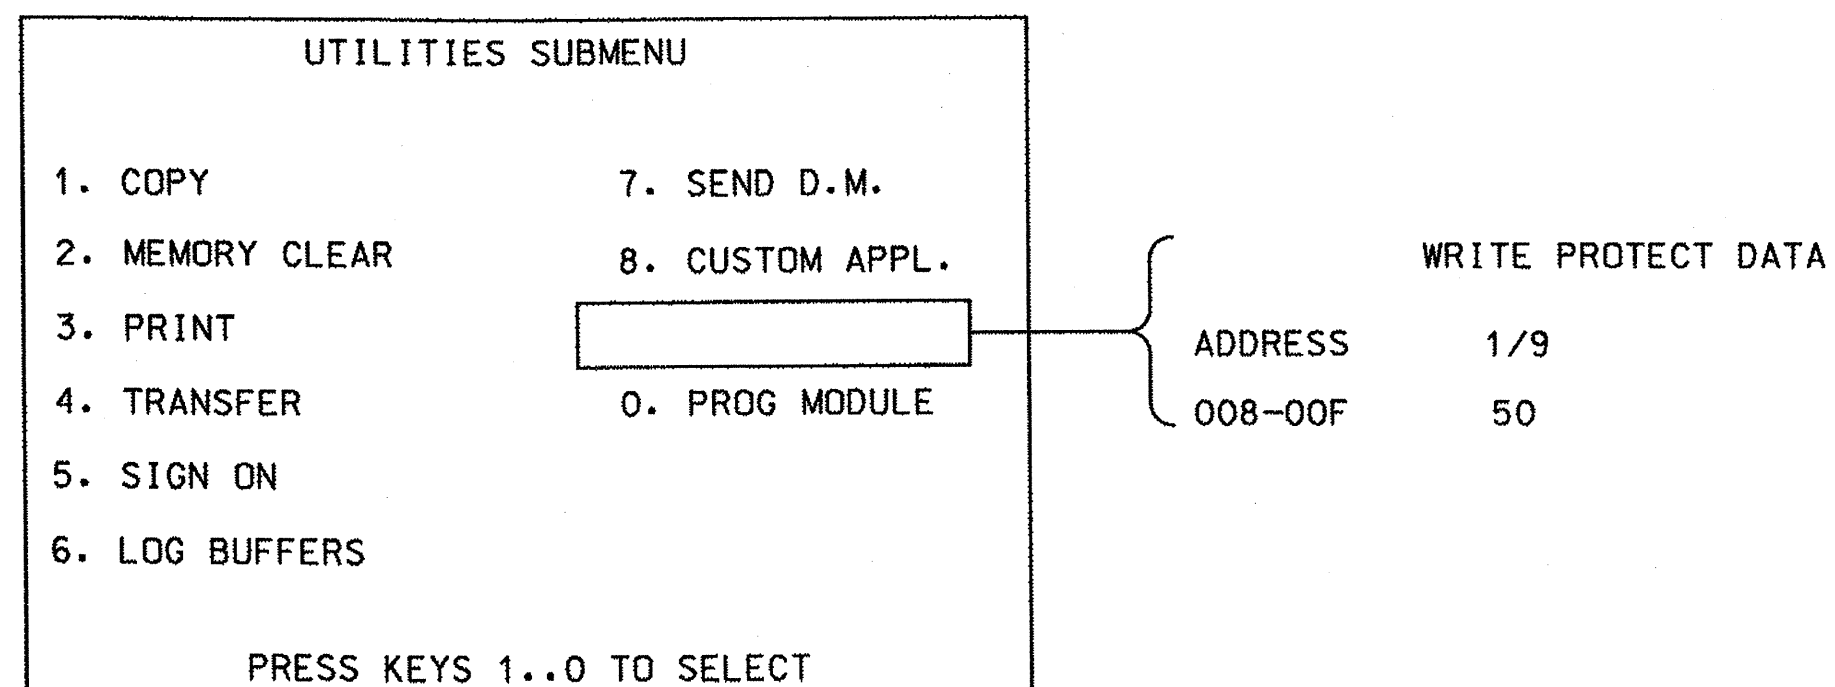 UTILITIES SUBMENU
1. COPY
2. MEMORY CLEAR
3. PRINT
4. TRANSFER
5. SIGN ON
6. LOG BUFFERS
7. SEND D.M.
8. CUSTOM APPL.
0. PROG MODULE
PRESS KEYS 1..0 TO SELECT
WRITE PROTECT DATA
ADDRESS 1/9
008-00F 50